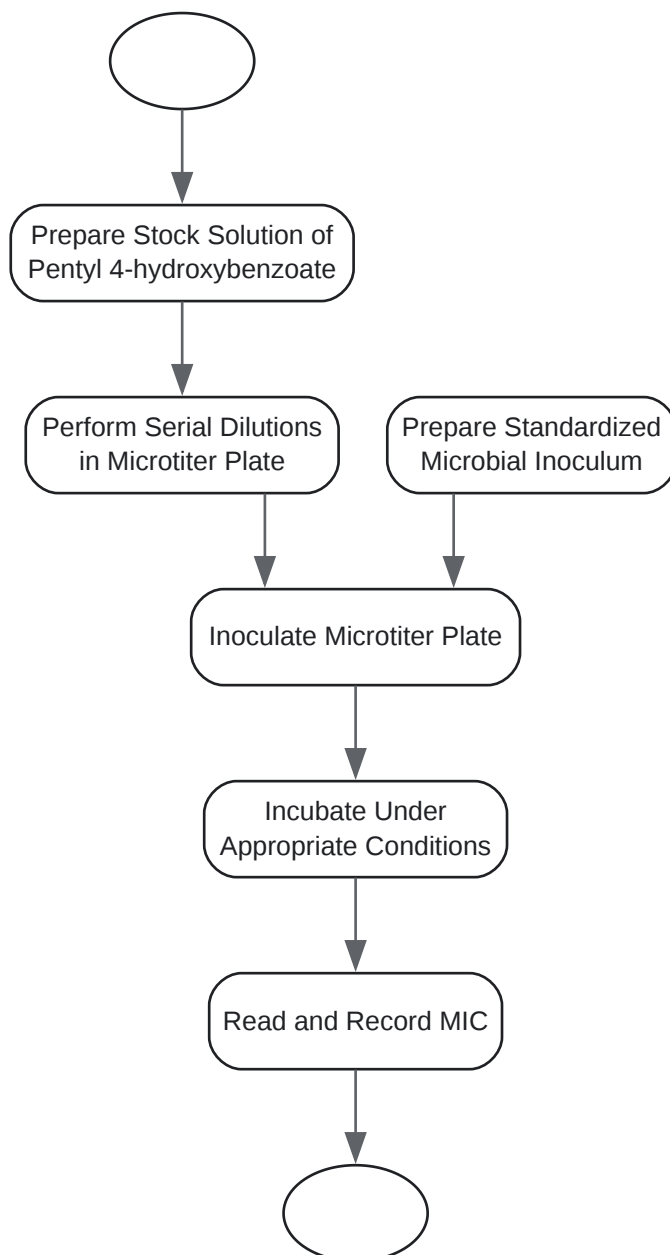 Prepare Stock Solution of
Pentyl 4-hydroxybenzoate
Perform Serial Dilutions
in Microtiter Plate
Prepare Standardized
Microbial Inoculum
Inoculate Microtiter Plate
Incubate Under
Appropriate Conditions
Read and Record MIC